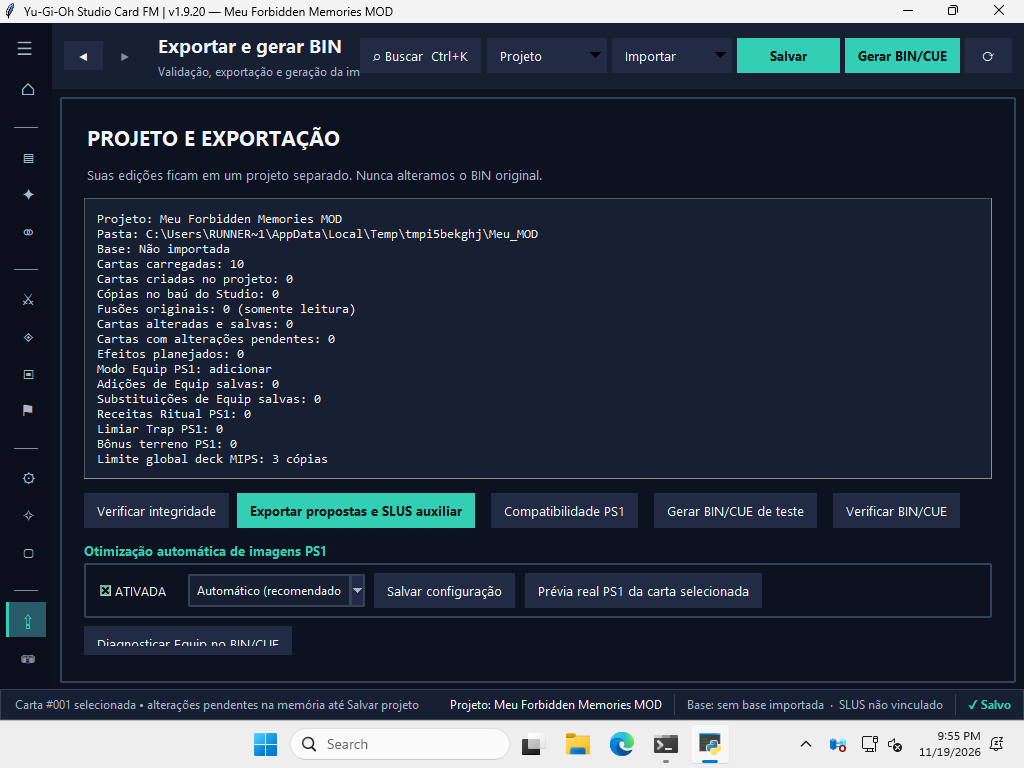 Yu-Gi-Oh Studio Card FM | v1.9.20 — Meu Forbidden Memories MOD
Exportar e gerar BIN
Validação, exportação e geração da im
Buscar Ctrl+K
Projeto
Importar
Salvar
Gerar BIN/CUE
PROJETO E EXPORTAÇÃO
Suas edições ficam em um projeto separado. Nunca alteramos o BIN original.
Projeto: Meu Forbidden Memories MOD
Pasta: C:\Users\RUNNER~1\AppData\Local\Temp\tmpi5bekghj\Meu_MOD
Base: Não importada
Cartas carregadas: 10
Cartas criadas no projeto: 0
Cópias no baú do Studio: 0
Fusões originais: 0 (somente leitura)
Cartas alteradas e salvas: 0
Cartas com alterações pendentes: 0
Efeitos planejados: 0
Modo Equip PS1: adicionar
Adições de Equip salvas: 0
Substituições de Equip salvas: 0
Receitas Ritual PS1: 0
Limiar Trap PS1: 0
Bônus terreno PS1: 0
Limite global deck MIPS: 3 cópias
Verificar integridade
Exportar propostas e SLUS auxiliar
Compatibilidade PS1
Gerar BIN/CUE de teste
Verificar BIN/CUE
Otimização automática de imagens PS1
ATIVADA
Automático (recomendado
Salvar configuração
Prévia real PS1 da carta selecionada
Diagnosticar Equip no BIN/CUE
Carta #001 selecionada • alterações pendentes na memória até Salvar projeto
Projeto: Meu Forbidden Memories MOD
Base: sem base importada · SLUS não vinculado
✓ Salvo
Search
9:55 PM
11/19/2026